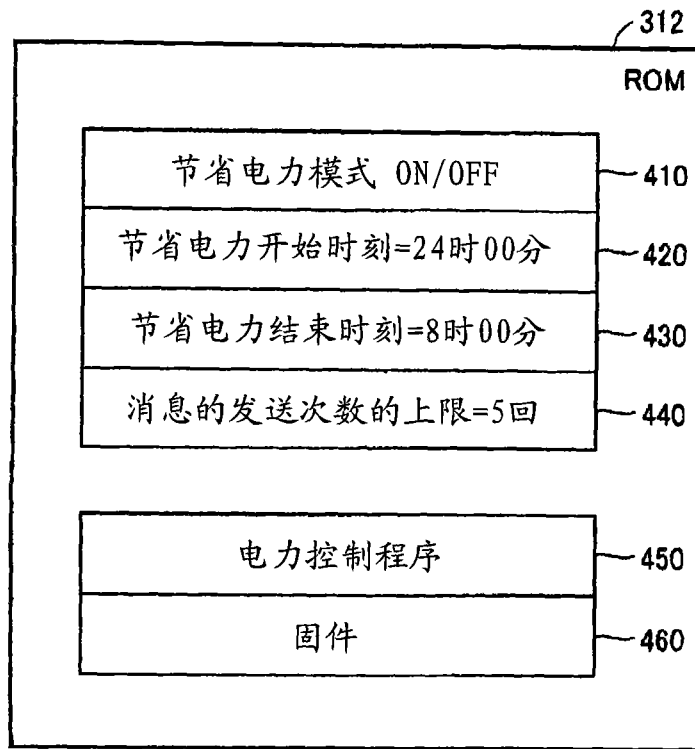 312
ROM
节省电力模式 ON/OFF
410
节省电力开始时刻=24时00分
420
节省电力结束时刻=8时00分
430
消息的发送次数的上限=5回
440
电力控制程序
450
固件
460